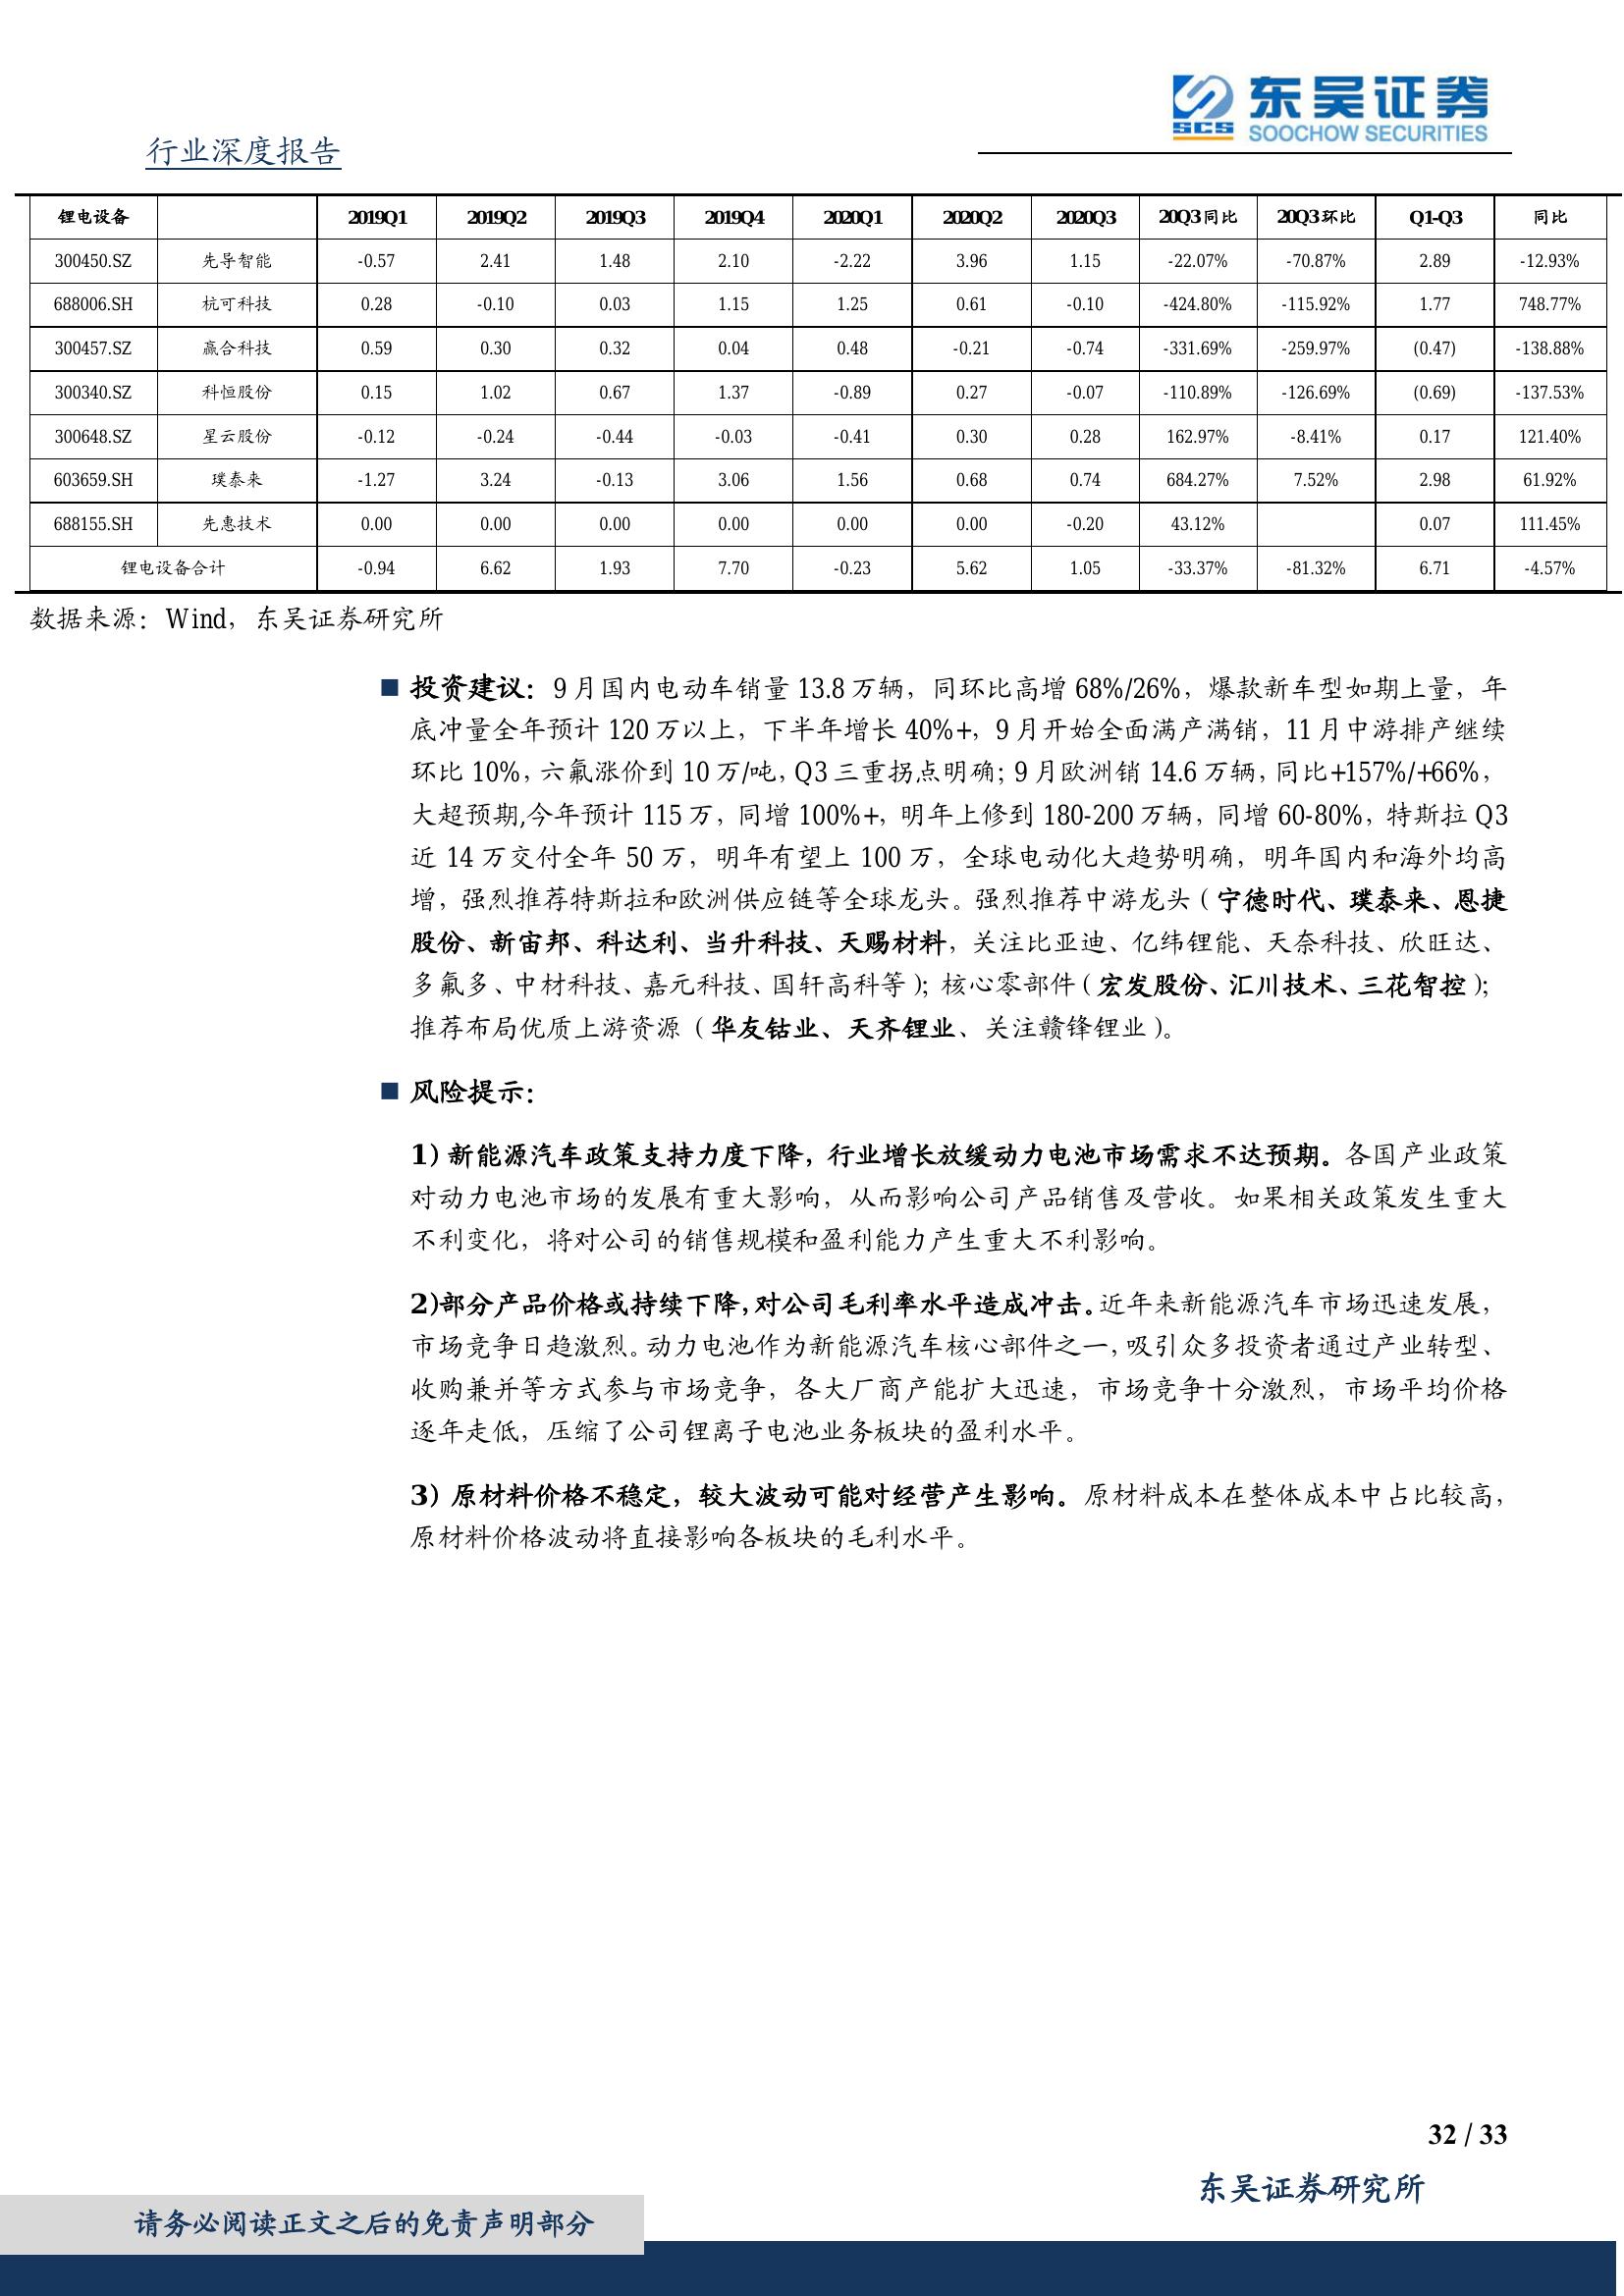 东吴证券
SCS
SOOCHOW SECURITIES
行业深度报告
锂电设备 2019Q1 2019Q2 2019Q3 2019Q4 2020Q1 2020Q2 2020Q3 20Q3同比 20Q3环比 Q1-Q3 同比
300450.SZ 先导智能 -0.57 2.41 1.48 2.10 -2.22 3.96 1.15 -22.07% -70.87% 2.89 -12.93%
688006.SH 杭可科技 0.28 -0.10 0.03 1.15 1.25 0.61 -0.10 -424.80% -115.92% 1.77 748.77%
300457.SZ 赢合科技 0.59 0.30 0.32 0.04 0.48 -0.21 -0.74 -331.69% -259.97% (0.47) -138.88%
300340.SZ 科恒股份 0.15 1.02 0.67 1.37 -0.89 0.27 -0.07 -110.89% -126.69% (0.69) -137.53%
300648.SZ 星云股份 -0.12 -0.24 -0.44 -0.03 -0.41 0.30 0.28 162.97% -8.41% 0.17 121.40%
603659.SH 璞泰来 -1.27 3.24 -0.13 3.06 1.56 0.68 0.74 684.27% 7.52% 2.98 61.92%
688155.SH 先惠技术 0.00 0.00 0.00 0.00 0.00 0.00 -0.20 43.12% 0.07 111.45%
锂电设备合计 -0.94 6.62 1.93 7.70 -0.23 5.62 1.05 -33.37% -81.32% 6.71 -4.57%
数据来源：Wind，东吴证券研究所
■ 投资建议：9月国内电动车销量13.8万辆，同环比高增68%/26%，爆款新车型如期上量，年
底冲量全年预计120万以上，下半年增长40%+，9月开始全面满产满销，11月中游排产继续
环比10%，六氟涨价到10万/吨，Q3三重拐点明确；9月欧洲销14.6万辆，同比+157%/+66%，
大超预期,今年预计115万，同增100%+，明年上修到180-200万辆，同增60-80%，特斯拉Q3
近14万交付全年50万，明年有望上100万，全球电动化大趋势明确，明年国内和海外均高
增，强烈推荐特斯拉和欧洲供应链等全球龙头。强烈推荐中游龙头（宁德时代、璞泰来、恩捷
股份、新宙邦、科达利、当升科技、天赐材料，关注比亚迪、亿纬锂能、天奈科技、欣旺达、
多氟多、中材科技、嘉元科技、国轩高科等）；核心零部件（宏发股份、汇川技术、三花智控）；
推荐布局优质上游资源（华友钴业、天齐锂业、关注赣锋锂业）。
■ 风险提示：
1）新能源汽车政策支持力度下降，行业增长放缓动力电池市场需求不达预期。各国产业政策
对动力电池市场的发展有重大影响，从而影响公司产品销售及营收。如果相关政策发生重大
不利变化，将对公司的销售规模和盈利能力产生重大不利影响。
2)部分产品价格或持续下降，对公司毛利率水平造成冲击。近年来新能源汽车市场迅速发展，
市场竞争日趋激烈。动力电池作为新能源汽车核心部件之一，吸引众多投资者通过产业转型、
收购兼并等方式参与市场竞争，各大厂商产能扩大迅速，市场竞争十分激烈，市场平均价格
逐年走低，压缩了公司锂离子电池业务板块的盈利水平。
3）原材料价格不稳定，较大波动可能对经营产生影响。原材料成本在整体成本中占比较高，
原材料价格波动将直接影响各板块的毛利水平。
32 / 33
东吴证券研究所
请务必阅读正文之后的免责声明部分